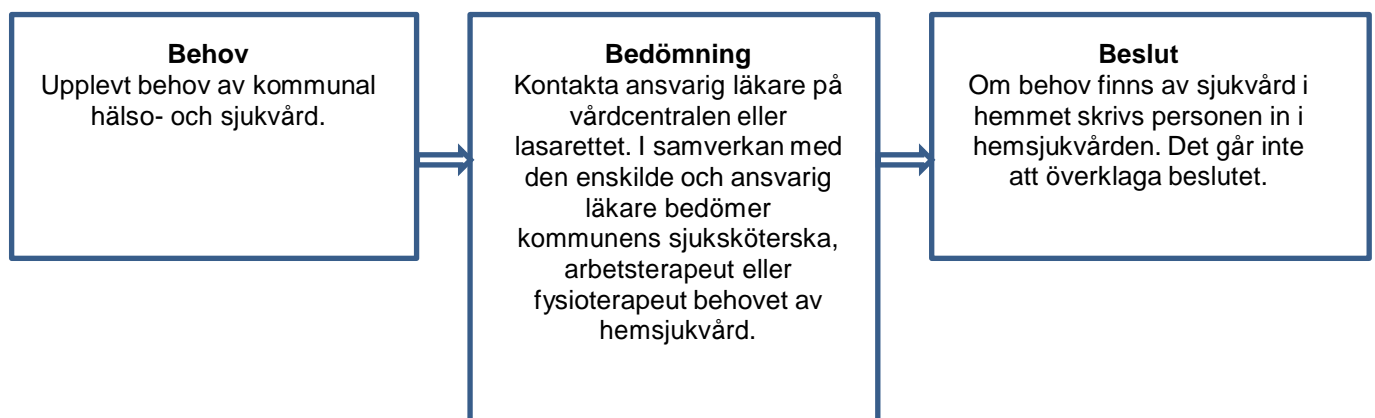 Behov
Upplevt behov av kommunal
hälso- och sjukvård.
Bedömning
Kontakta ansvarig läkare på
vårdcentralen eller
lasarettet. I samverkan med
den enskilde och ansvarig
läkare bedömer
kommunens sjuksköterska,
arbetsterapeut eller
fysioterapeut behovet av
hemsjukvård.
Beslut
Om behov finns av sjukvård i
hemmet skrivs personen in i
hemsjukvården. Det går inte
att överklaga beslutet.